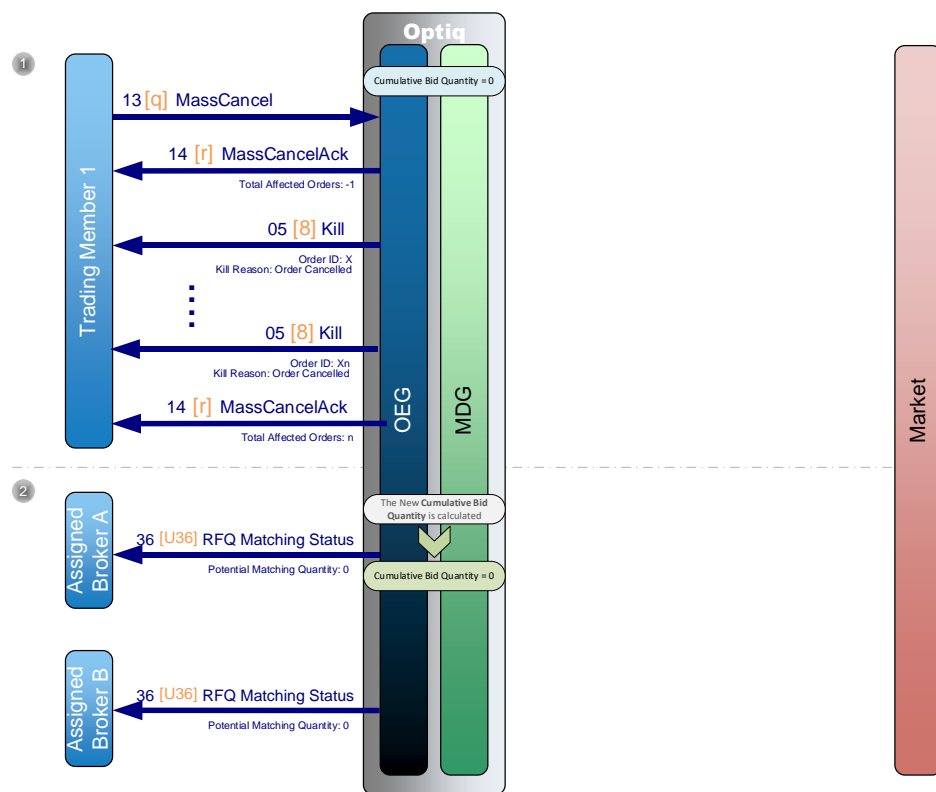 Optiq
1
Cumulative Bid Quantity = 0
13 [q] MassCancel
14 [r] MassCancelAck
Total Affected Orders: -1
05 [8] Kill
Order ID: X
Kill Reason: Order Cancelled
05 [8] Kill
Order ID: Xn
Kill Reason: Order Cancelled
14 [r] MassCancelAck
Total Affected Orders: n
Trading Member 1
OEG
MDG
Market
2
The New Cumulative Bid
Quantity is calculated
36 [U36] RFQ Matching Status
Potential Matching Quantity: 0
Cumulative Bid Quantity = 0
Assigned
Broker A
36 [U36] RFQ Matching Status
Potential Matching Quantity: 0
Assigned
Broker B